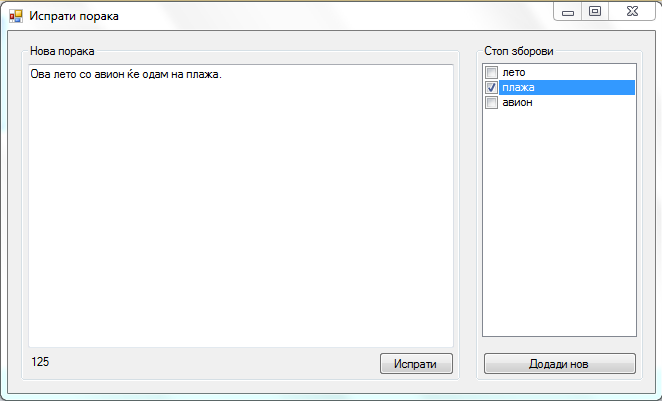 Испрати порака
Нова порака
Ова лето со авион ќе одам на плажа.
125
Испрати
Стоп зборови
лето
плажа
авион
Додади нов